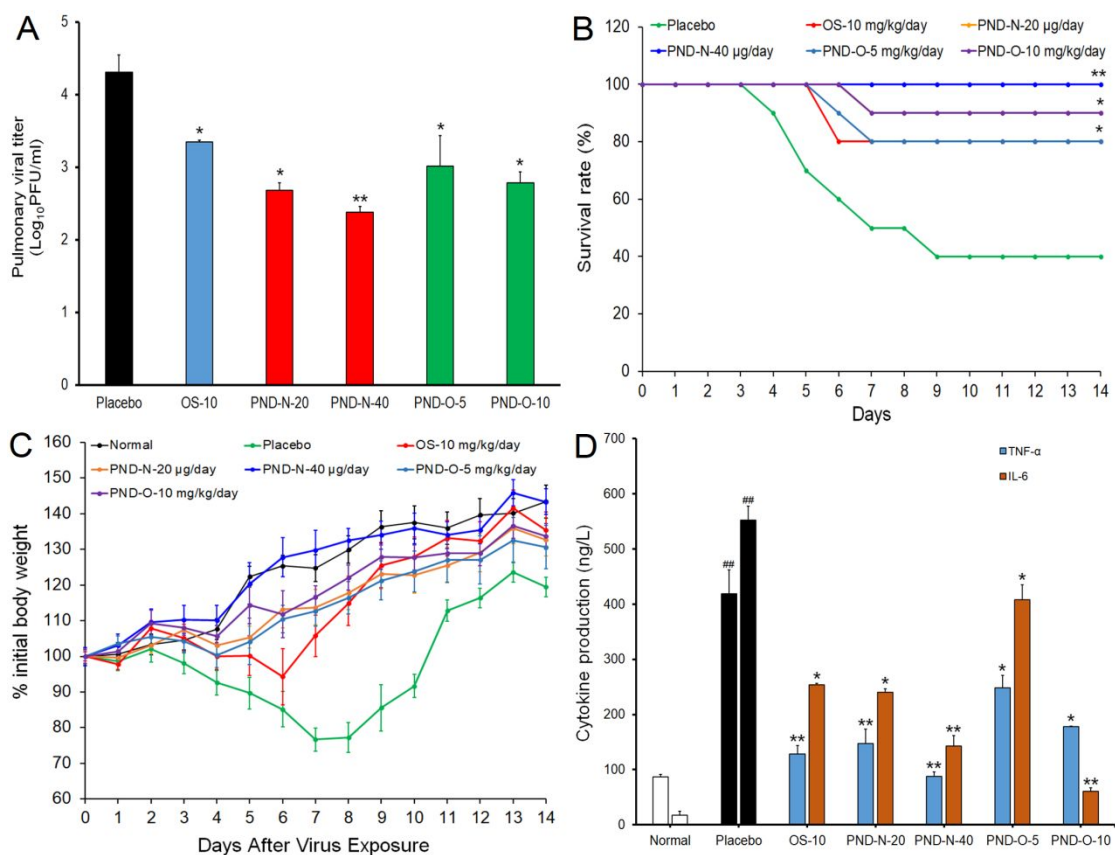 A
Pulmonary viral titer
(Log₁₀PFU/ml)
5
4
3
2
1
0
*
*
**
*
*
Placebo OS-10 PND-N-20 PND-N-40 PND-O-5 PND-O-10
B
Placebo OS-10 mg/kg/day PND-N-20 µg/day
PND-N-40 µg/day PND-O-5 mg/kg/day PND-O-10 mg/kg/day
Survival rate (%)
120
100
80
60
40
20
0
**
*
*
0 1 2 3 4 5 6 7 8 9 10 11 12 13 14
Days
C
Normal Placebo OS-10 mg/kg/day
PND-N-20 µg/day PND-N-40 µg/day PND-O-5 mg/kg/day
PND-O-10 mg/kg/day
% initial body weight
160
150
140
130
120
110
100
90
80
70
60
0 1 2 3 4 5 6 7 8 9 10 11 12 13 14
Days After Virus Exposure
D
TNF-α
IL-6
Cytokine production (ng/L)
700
600
500
400
300
200
100
0
##
##
**
*
**
*
**
**
*
*
*
**
Normal Placebo OS-10 PND-N-20 PND-N-40 PND-O-5 PND-O-10